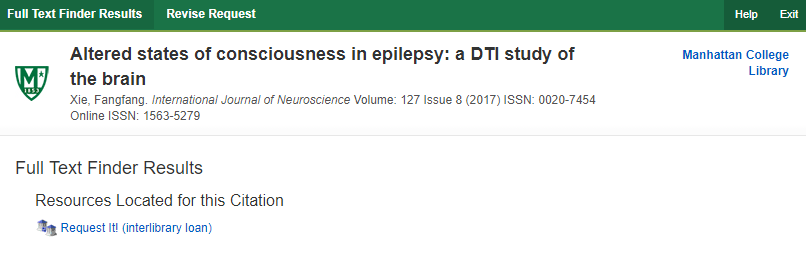 Full Text Finder Results Revise Request Help Exit
Altered states of consciousness in epilepsy: a DTI study of
the brain
Manhattan College
Library
M
1853
Xie, Fangfang. International Journal of Neuroscience Volume: 127 Issue 8 (2017) ISSN: 0020-7454
Online ISSN: 1563-5279
Full Text Finder Results
Resources Located for this Citation
Request It! (interlibrary loan)